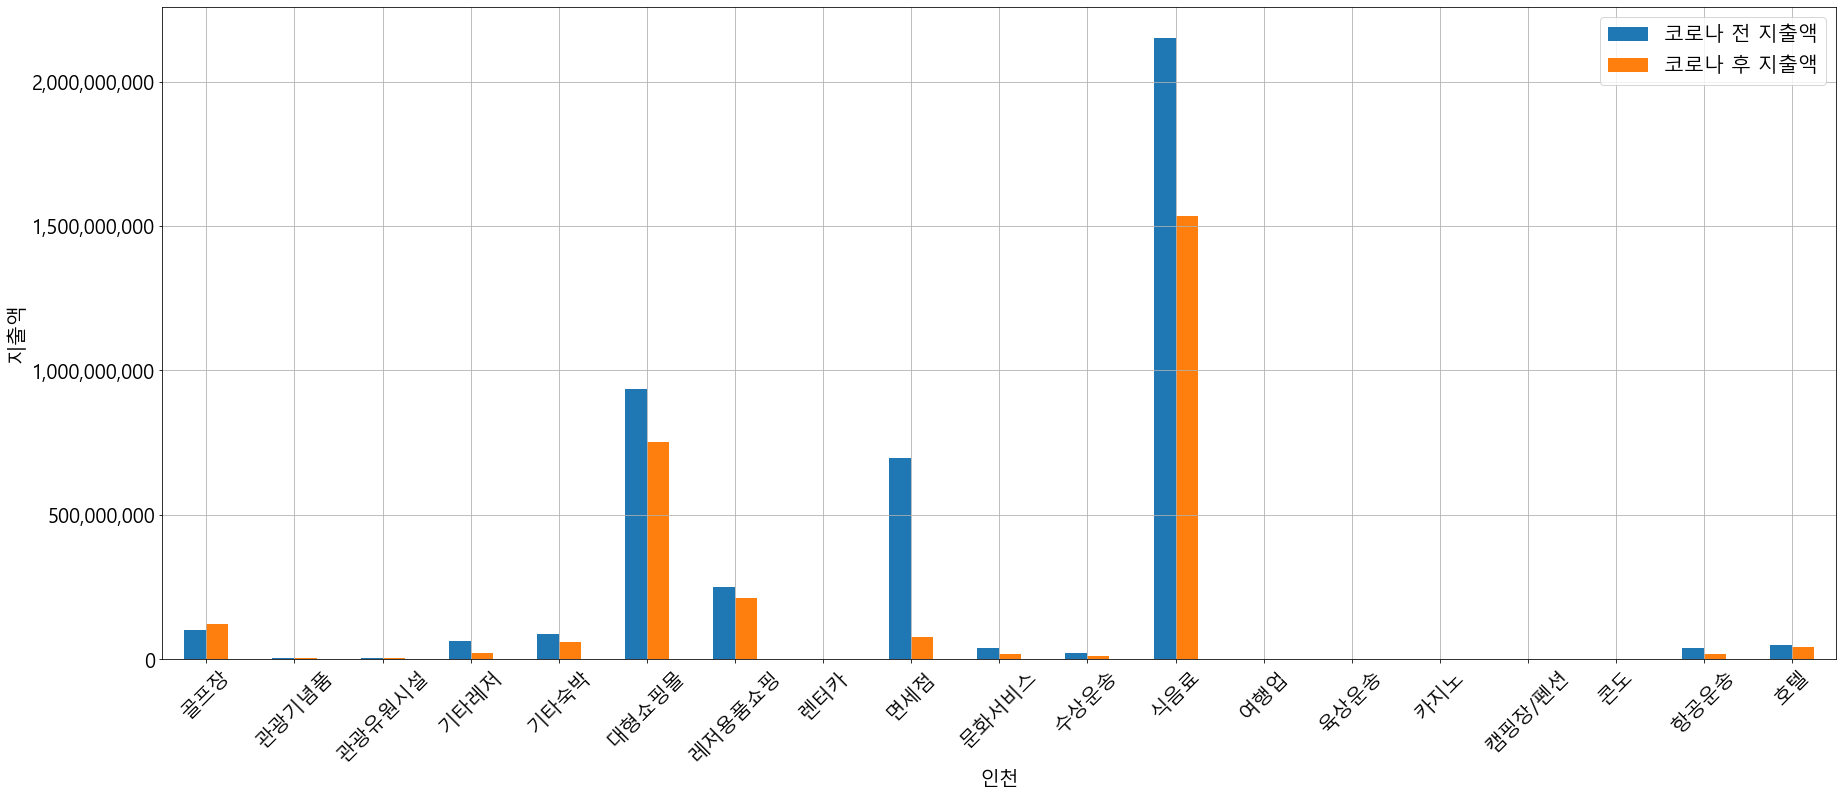 코로나 전 지출액
코로나 후 지출액
2,000,000,000
1,500,000,000
1,000,000,000
500,000,000
0
지출액
골프장
관광기념품
관광유원시설
기타레저
기타숙박
대형쇼핑몰
레저용품쇼핑
렌터카
면세점
문화서비스
수상운송
식음료
여행업
육상운송
카지노
캠핑장/펜션
콘도
항공운송
호텔
인천